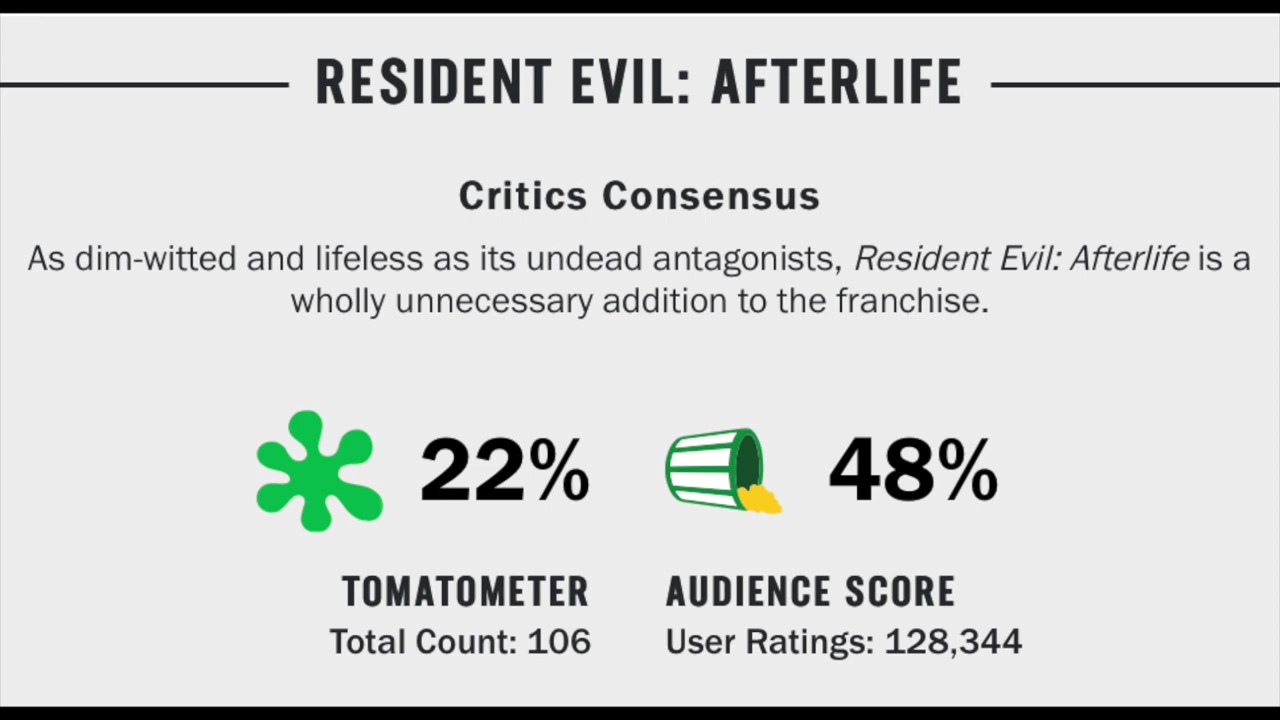 RESIDENT EVIL: AFTERLIFE
Critics Consensus
As dim-witted and lifeless as its undead antagonists, Resident Evil: Afterlife is a
wholly unnecessary addition to the franchise.
22% 48%
TOMATOMETER AUDIENCE SCORE
Total Count: 106 User Ratings: 128,344